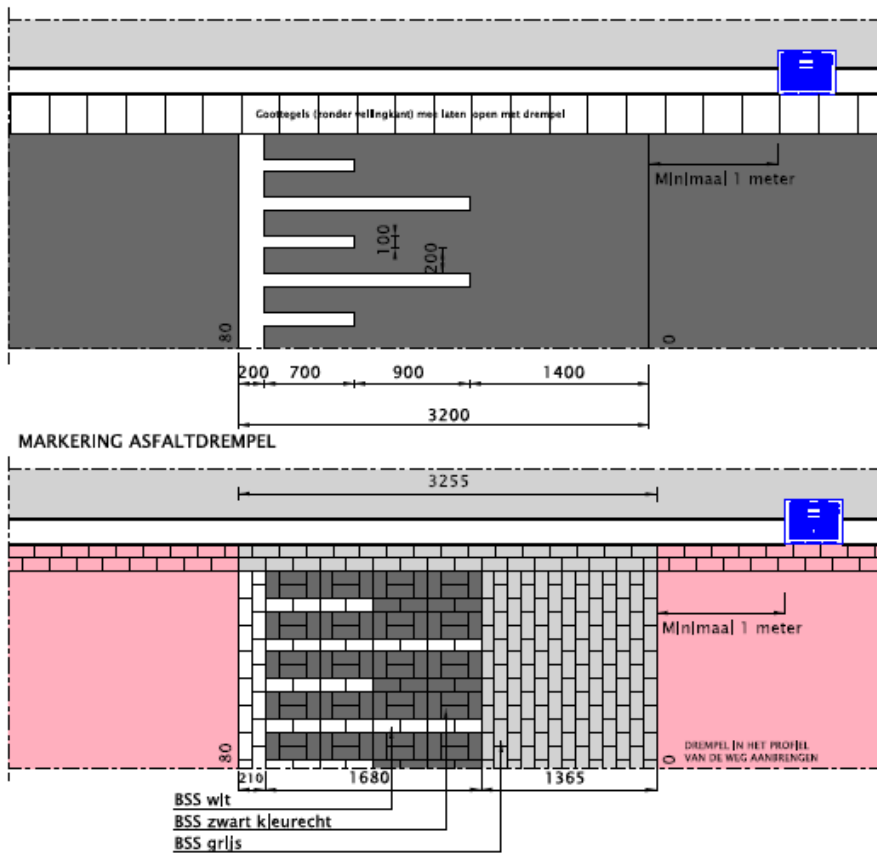 Goottegels (zonder vellingkant) mee laten lopen met drempel
Minimaal 1 meter
100
200
80
0
200 700 900 1400
3200
MARKERING ASFALTDREMPEL
3255
Minimaal 1 meter
80
0
DREMPEL IN HET PROFIEL
VAN DE WEG AANBRENGEN
210 1680 1365
BSS wit
BSS zwart kleurecht
BSS grijs